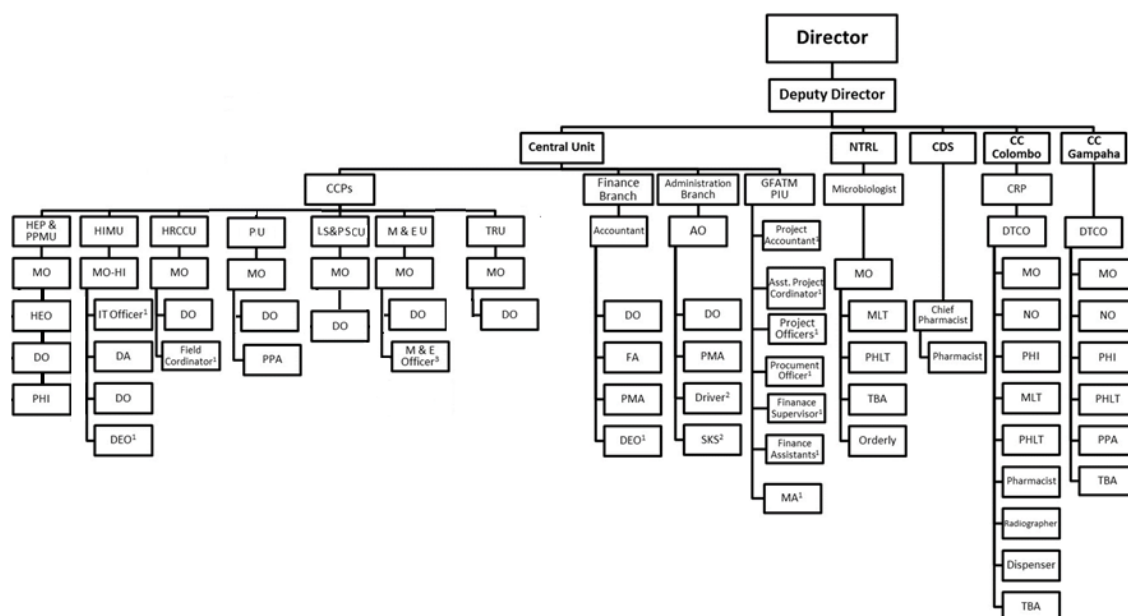 Director
Deputy Director
Central Unit
NTRL
CDS
CC
Colombo
CC
Gampaha
CCPs
Finance
Branch
Administration
Branch
GFATM
PIU
Microbiologist
CRP
HEP &
PPMU
HIMU
HRCCU
P U
LS&PSCU
M & E U
TRU
Accountant
AO
Project
Accountant¹
DTCO
DTCO
MO
MO-HI
MO
MO
MO
MO
MO
Asst. Project
Cordinator¹
MO
MO
MO
HEO
IT Officer¹
DO
DO
DO
DO
DO
DO
DO
Project
Officers¹
MLT
Chief
Pharmacist
NO
NO
DO
DA
Field
Cordinator¹
PPA
M & E
Officer³
FA
PMA
Procument
Officer¹
PHLT
Pharmacist
PHI
PHI
PHI
DO
PMA
Driver²
Finanace
Supervisor¹
TBA
MLT
PHLT
DEO¹
DEO¹
SKS²
Finance
Assistants¹
Orderly
PHLT
PPA
MA¹
Pharmacist
TBA
Radiographer
Dispenser
TBA